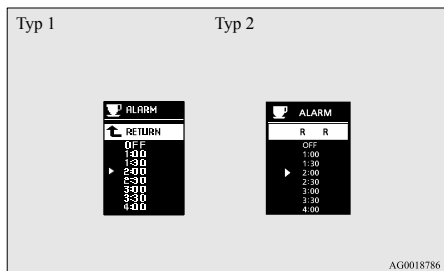 Typ 1
Typ 2
ALARM
RETURN
OFF
1:00
1:30
2:00
2:30
3:00
3:30
4:00
ALARM
R R
OFF
1:00
1:30
2:00
2:30
3:00
3:30
4:00
AG0018786